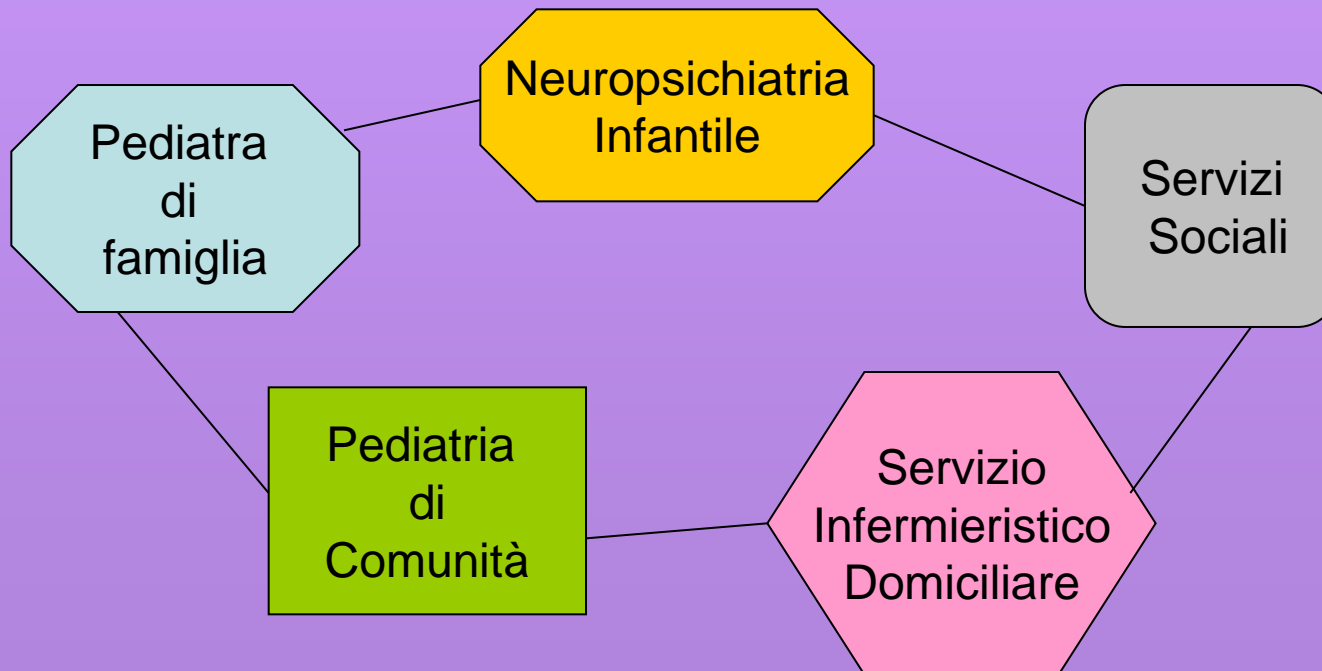 Neuropsichiatria
Infantile
Pediatra
di
famiglia
Servizi
Sociali
Pediatria
di
Comunità
Servizio
Infermieristico
Domiciliare